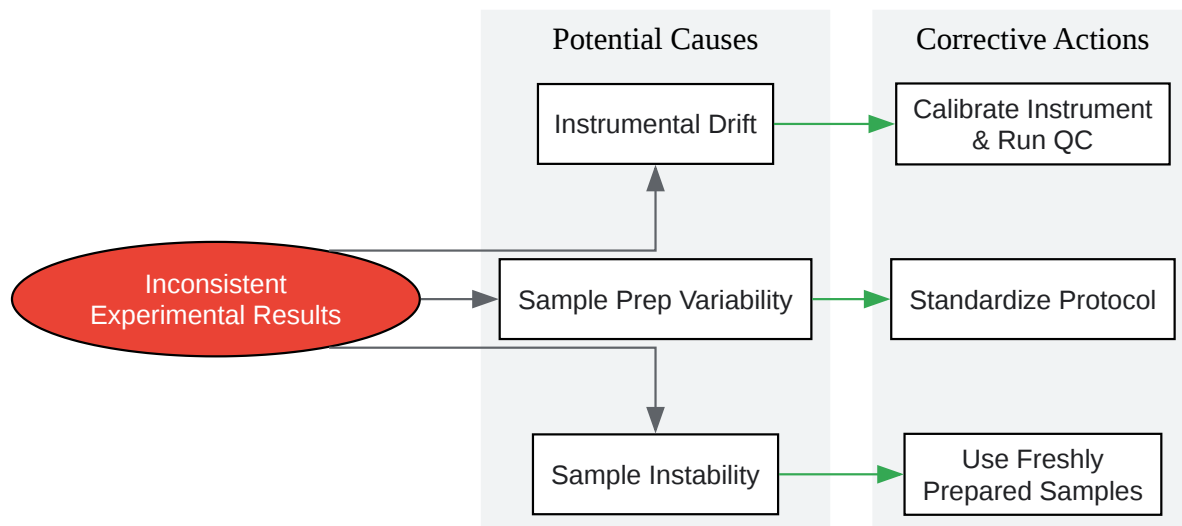 Potential Causes
Corrective Actions
Instrumental Drift
Calibrate Instrument
& Run QC
Inconsistent
Experimental Results
Sample Prep Variability
Standardize Protocol
Sample Instability
Use Freshly
Prepared Samples